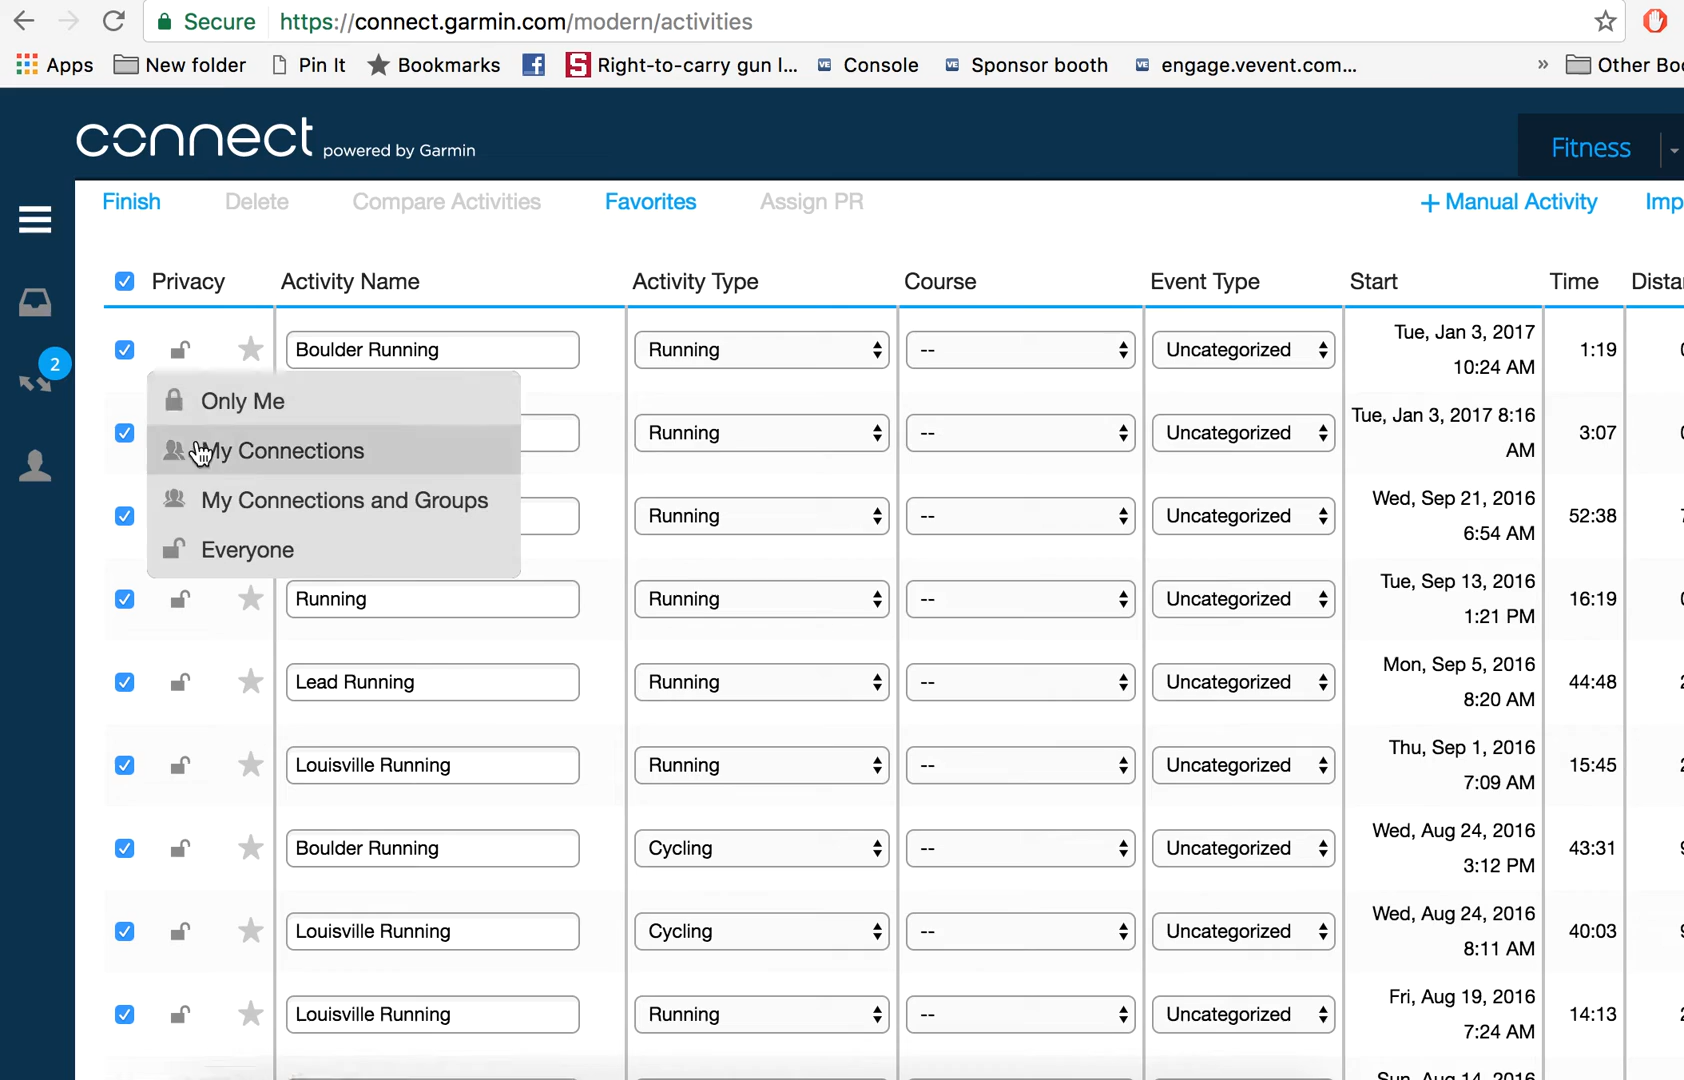 Secure https://connect.garmin.com/modern/activities
Apps New folder Pin It Bookmarks Right-to-carry gun l... VE Console VE Sponsor booth VE engage.vevent.com... » Other Boo
connect powered by Garmin
Fitness
Finish Delete Compare Activities Favorites Assign PR + Manual Activity Imp
2
Privacy Activity Name Activity Type Course Event Type Start Time Distan
Boulder Running Running -- Uncategorized Tue, Jan 3, 2017 10:24 AM 1:19
Only Me
Running -- Uncategorized Tue, Jan 3, 2017 8:16 AM 3:07
My Connections
Running -- Uncategorized Wed, Sep 21, 2016 6:54 AM 52:38
My Connections and Groups
Everyone
Running Running -- Uncategorized Tue, Sep 13, 2016 1:21 PM 16:19
Lead Running Running -- Uncategorized Mon, Sep 5, 2016 8:20 AM 44:48
Louisville Running Running -- Uncategorized Thu, Sep 1, 2016 7:09 AM 15:45
Boulder Running Cycling -- Uncategorized Wed, Aug 24, 2016 3:12 PM 43:31
Louisville Running Cycling -- Uncategorized Wed, Aug 24, 2016 8:11 AM 40:03
Louisville Running Running -- Uncategorized Fri, Aug 19, 2016 7:24 AM 14:13
Sun, Aug 14, 2016